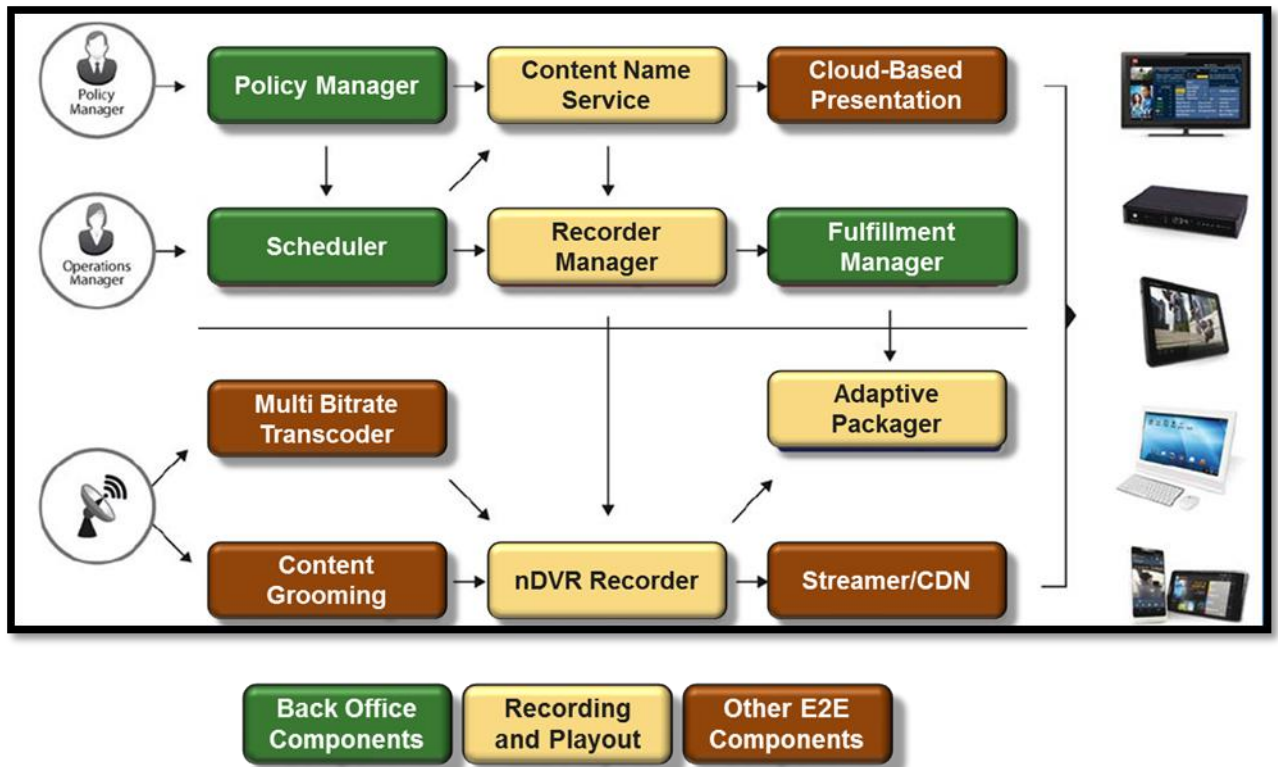 Policy
Manager
Policy Manager
Content Name
Service
Cloud-Based
Presentation
Operations
Manager
Scheduler
Recorder
Manager
Fulfillment
Manager
Multi Bitrate
Transcoder
Adaptive
Packager
Content
Grooming
nDVR Recorder
Streamer/CDN
Back Office
Components
Recording
and Playout
Other E2E
Components